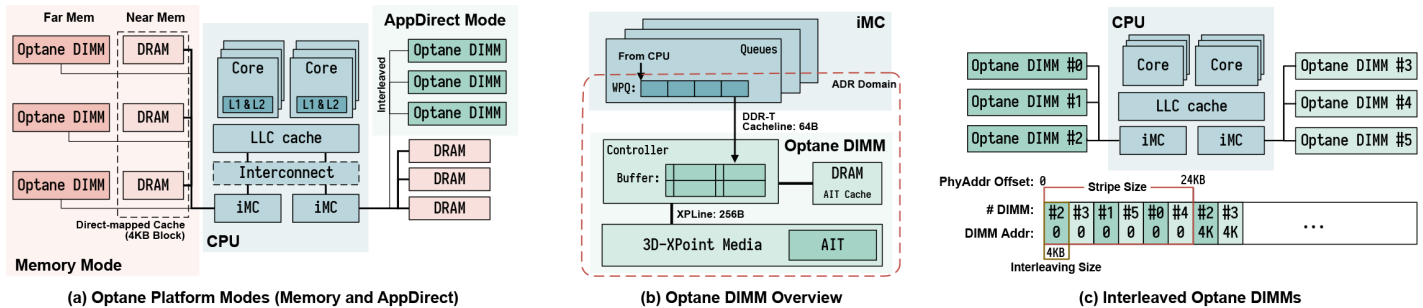 Far Mem
Near Mem
Optane DIMM
DRAM
Optane DIMM
DRAM
Optane DIMM
DRAM
Direct-mapped Cache
(4KB Block)
Memory Mode
Core
Core
L1 & L2
L1 & L2
LLC cache
Interconnect
iMC
iMC
CPU
AppDirect Mode
Interleaved
Optane DIMM
Optane DIMM
Optane DIMM
DRAM
DRAM
DRAM
(a) Optane Platform Modes (Memory and AppDirect)
iMC
Queues
From CPU
WPQ:
ADR Domain
DDR-T
Cacheline: 64B
Optane DIMM
Controller
Buffer:
DRAM
AIT Cache
XPLine: 256B
3D-XPoint Media
AIT
(b) Optane DIMM Overview
CPU
Optane DIMM #0
Optane DIMM #1
Optane DIMM #2
Core
Core
LLC cache
iMC
iMC
Optane DIMM #3
Optane DIMM #4
Optane DIMM #5
PhyAddr Offset: 0 24KB
Stripe Size
# DIMM: #2 #3 #1 #5 #0 #4 #2 #3
DIMM Addr: 0 0 0 0 0 0 4K 4K
...
4KB
Interleaving Size
(c) Interleaved Optane DIMMs